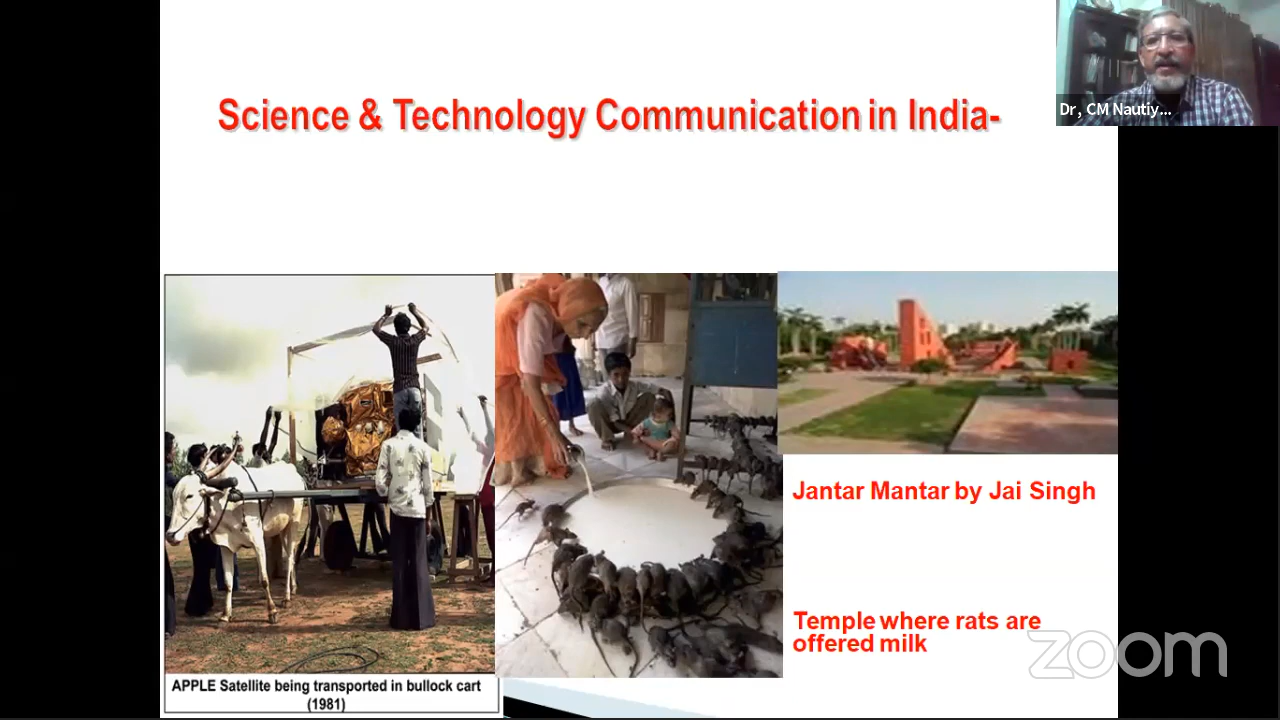 Science & Technology Communication in India-
Dr, CM Nautiy...
Jantar Mantar by Jai Singh
Temple where rats are
offered milk
APPLE Satellite being transported in bullock cart
(1981)
zoom